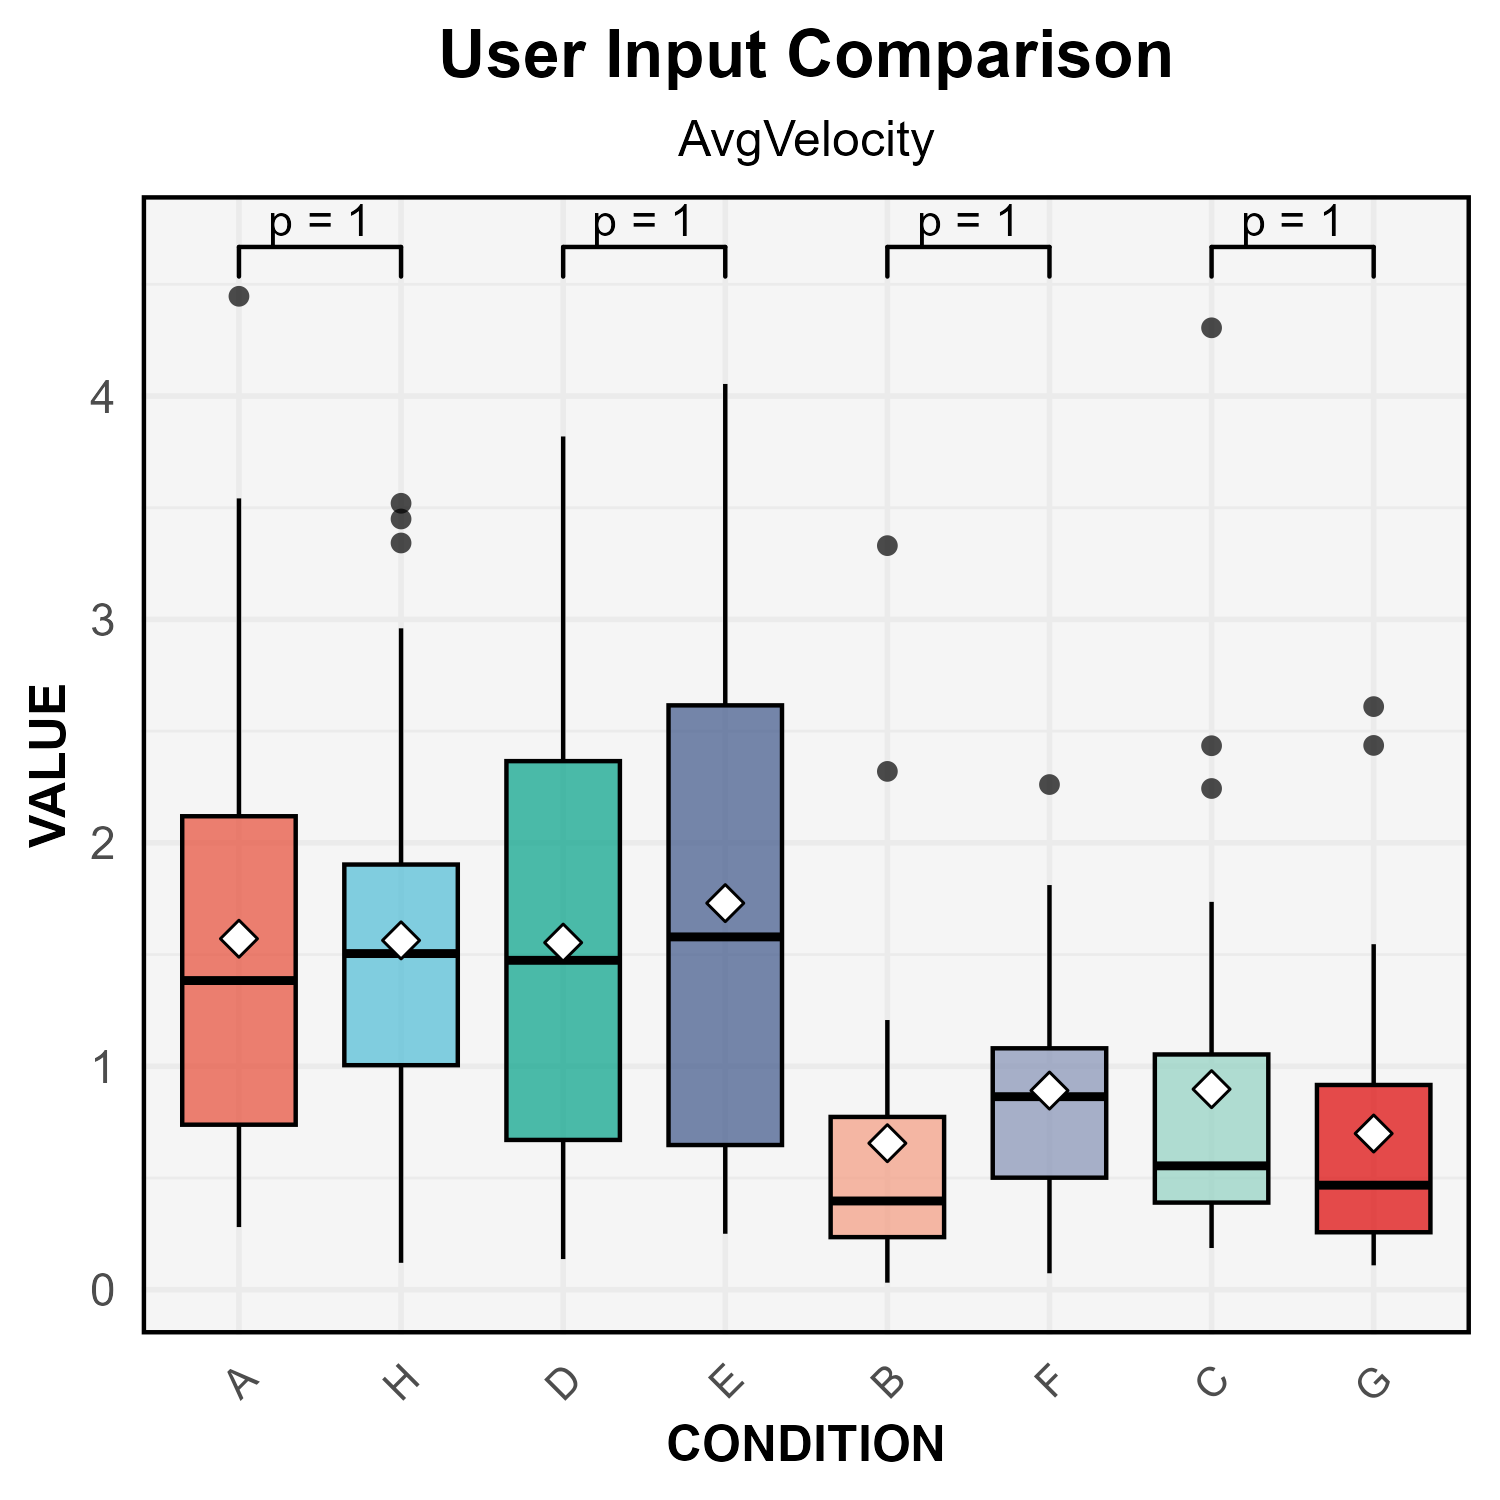 User Input Comparison
AvgVelocity
p = 1 p = 1 p = 1 p = 1
4
3
2
1
0
VALUE
A H D E B F C G
CONDITION